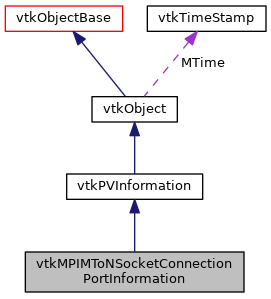 vtkObjectBase
vtkTimeStamp
MTime
vtkObject
vtkPVInformation
vtkMPIMToNSocketConnection
PortInformation